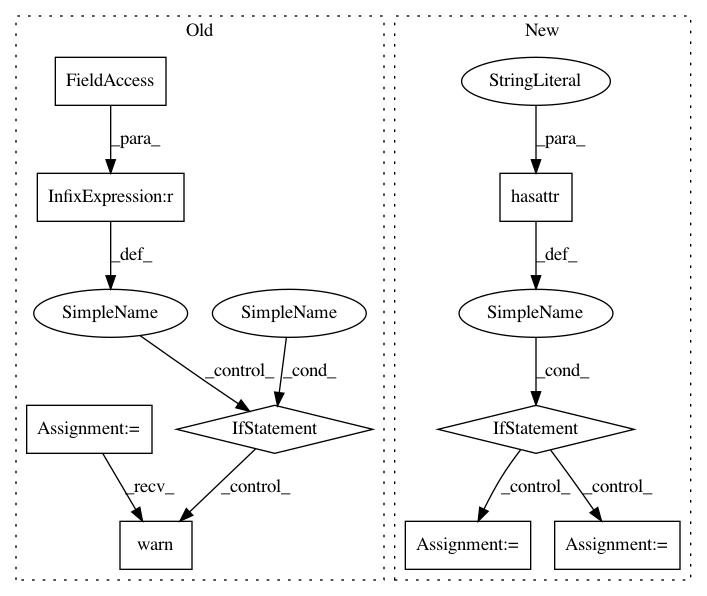 Old
New
FieldAccess
StringLiteral
_para_
_para_
InfixExpression:r
hasattr
_def_
_def_
SimpleName
SimpleName
SimpleName
_control_
_cond_
_cond_
Assignment:=
IfStatement
IfStatement
_recv_
_control_
_control_
_control_
warn
Assignment:=
Assignment:=